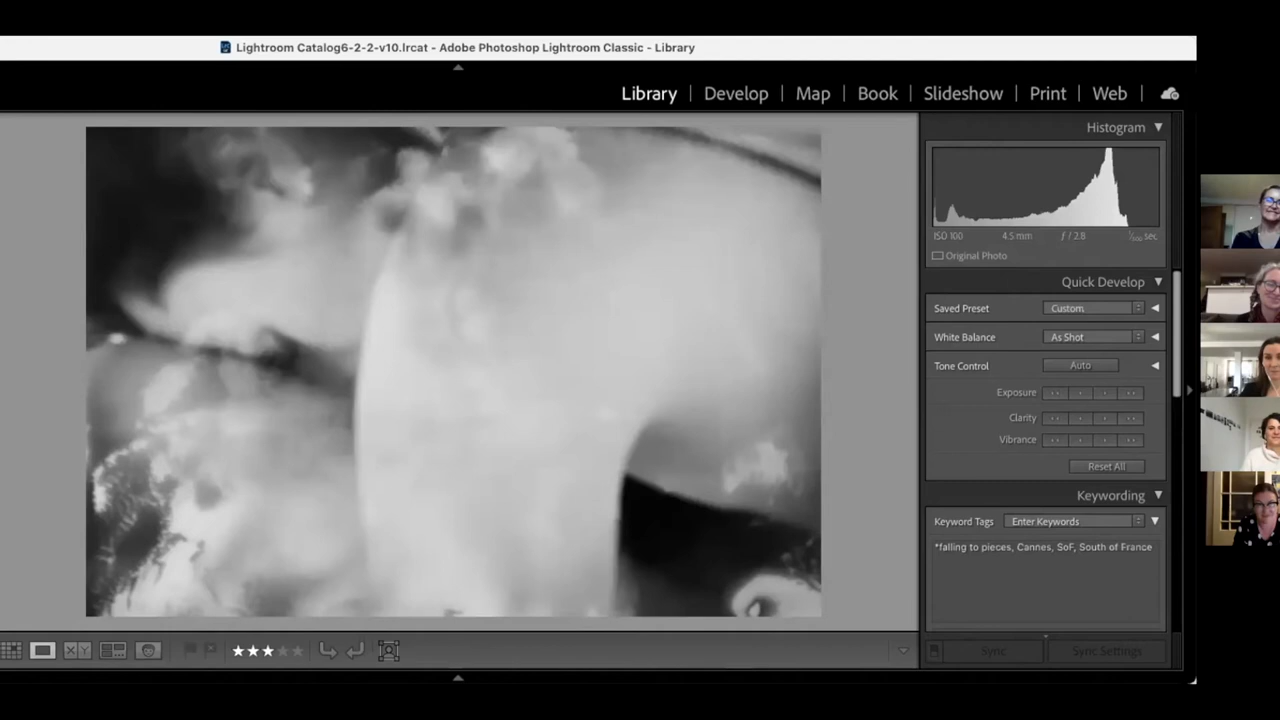 Lightroom Catalog6-2-2-v10.lrcat - Adobe Photoshop Lightroom Classic - Library
Library | Develop | Map | Book | Slideshow | Print | Web |
Histogram
ISO 100 4.5 mm ƒ / 2.8 1/500 sec
Original Photo
Quick Develop
Saved Preset Custom
White Balance As Shot
Tone Control Auto
Exposure
Clarity
Vibrance
Reset All
Keywording
Keyword Tags Enter Keywords
*falling to pieces, Cannes, SoF, South of France
Sync Sync Settings